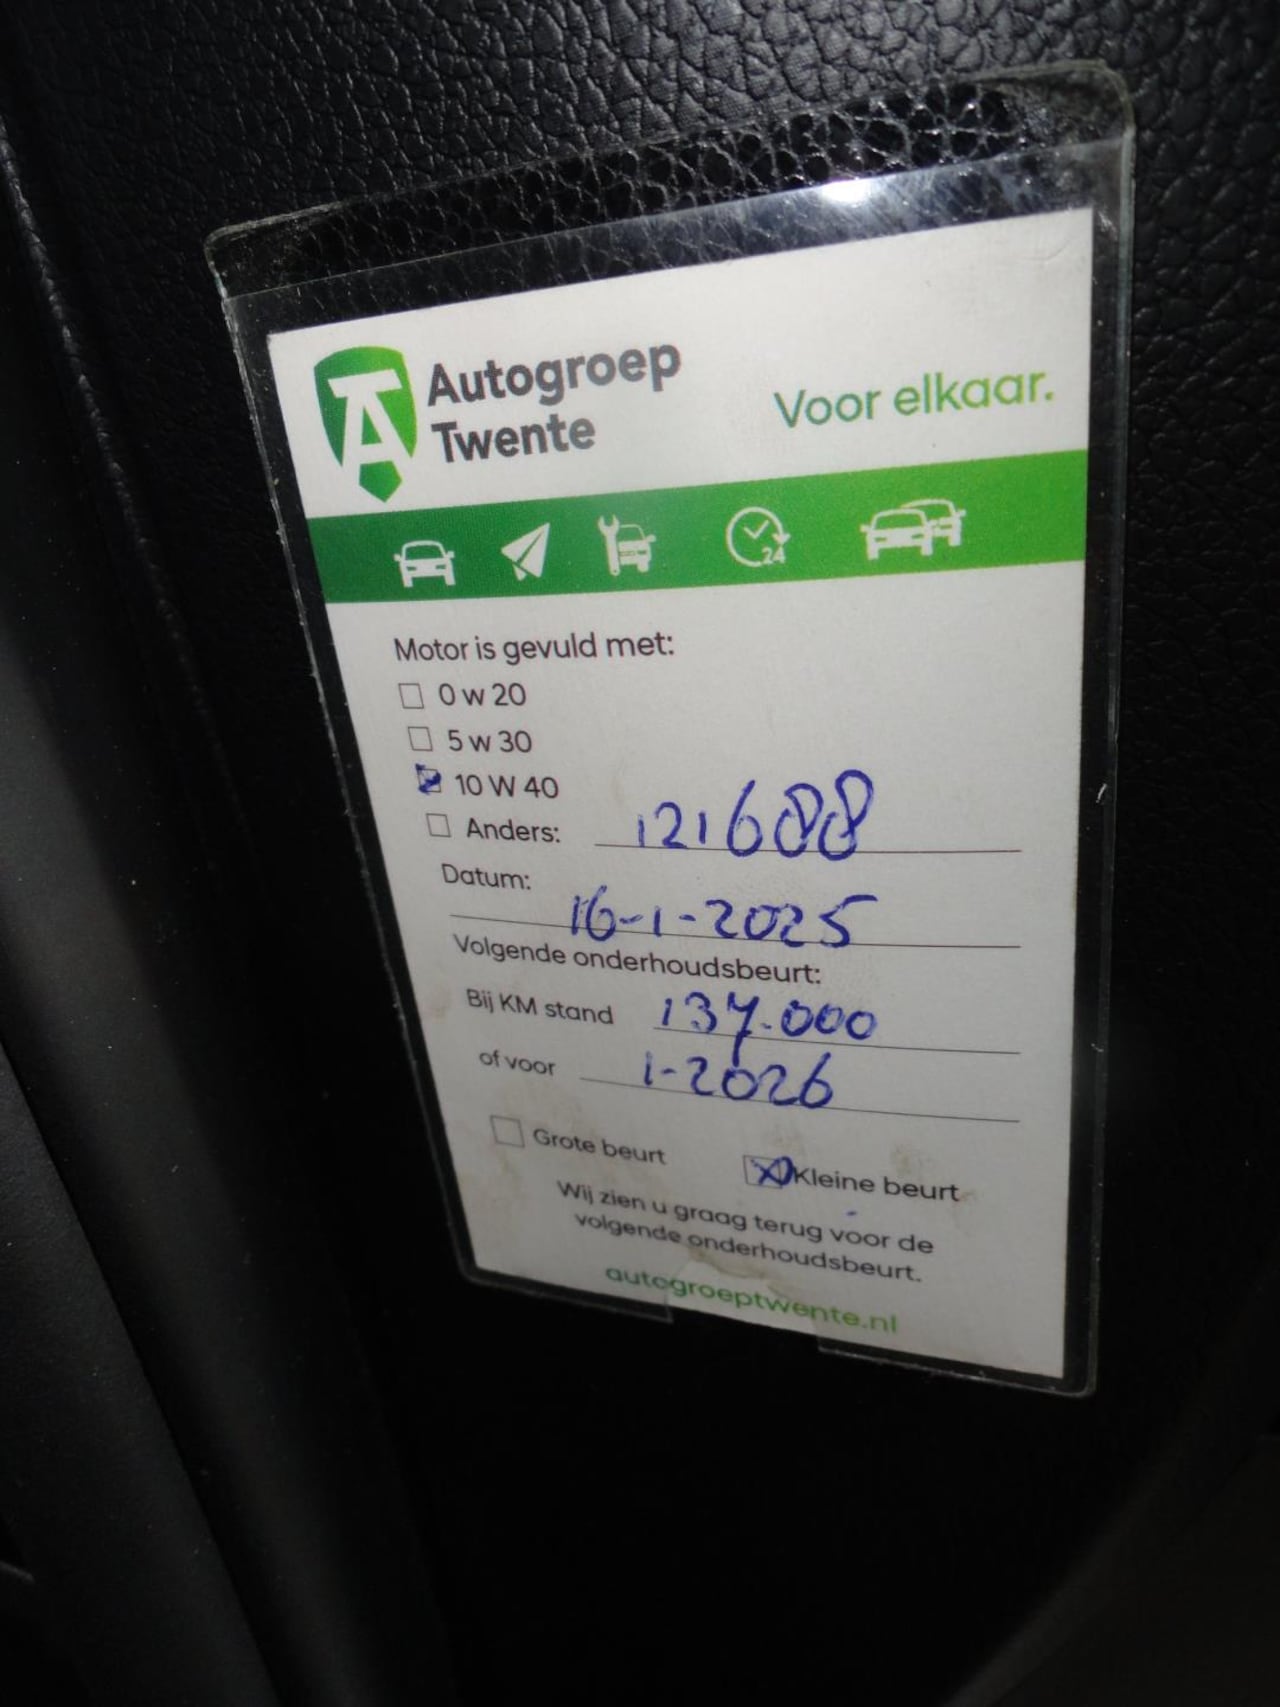 Autogroep
Twente
Voor elkaar.
24
Motor is gevuld met:
0 w 20
5 w 30
10 W 40
Anders: 121688
Datum:
16-1-2025
Volgende onderhoudsbeurt:
Bij KM stand 137.000
of voor 1-2026
Grote beurt
Kleine beurt
Wij zien u graag terug voor de
volgende onderhoudsbeurt.
autogroeptwente.nl